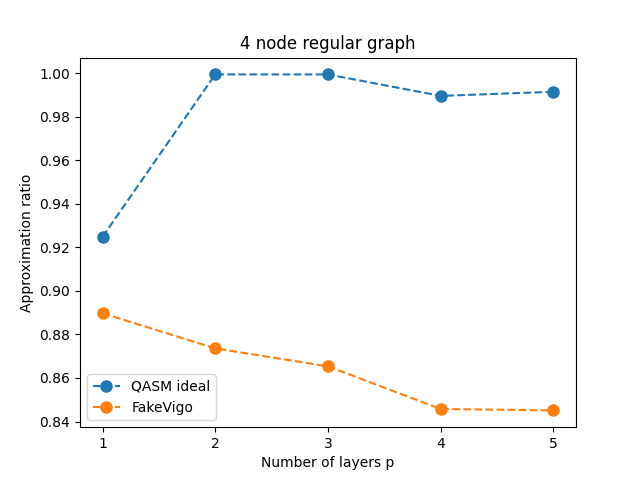 4 node regular graph
1.00
0.98
0.96
0.94
0.92
0.90
0.88
0.86
0.84
Approximation ratio
QASM ideal
FakeVigo
1 2 3 4 5
Number of layers p